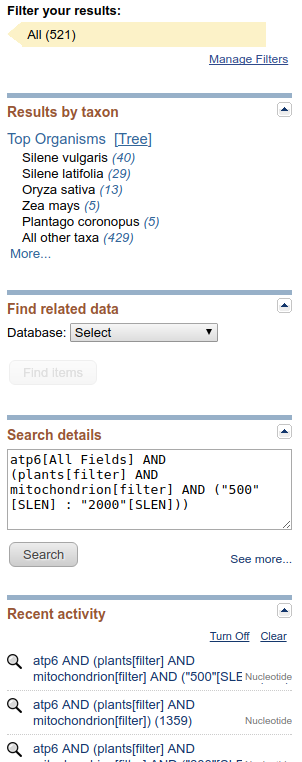 Filter your results:
All (521)
Manage Filters
Results by taxon
Top Organisms [Tree]
Silene vulgaris (40)
Silene latifolia (29)
Oryza sativa (13)
Zea mays (5)
Plantago coronopus (5)
All other taxa (429)
More...
Find related data
Database: Select
Find items
Search details
atp6[All Fields] AND
(plants[filter] AND
mitochondrion[filter] AND ("500"
[SLEN] : "2000"[SLEN]))
Search
See more...
Recent activity
Turn Off Clear
atp6 AND (plants[filter] AND
mitochondrion[filter] AND ("500"[SLE
Nucleotide
atp6 AND (plants[filter] AND
mitochondrion[filter]) (1359)
Nucleotide
atp6 AND (plants[filter] AND